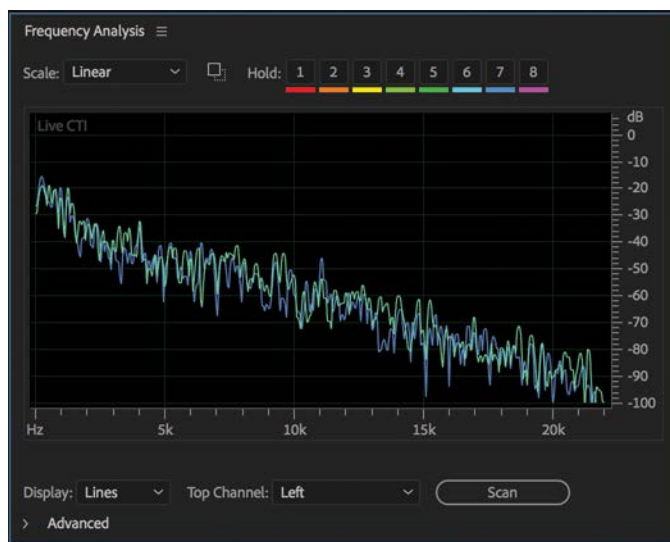 Frequency Analysis
Scale: Linear Hold: 1 2 3 4 5 6 7 8
Live CTI
dB
0
-10
-20
-30
-40
-50
-60
-70
-80
-90
-100
Hz 5k 10k 15k 20k
Display: Lines Top Channel: Left Scan
Advanced